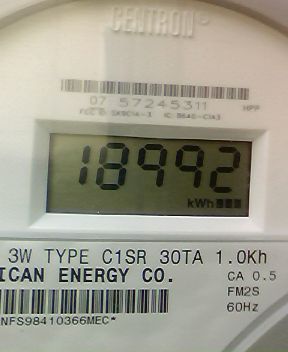 CENTRON
07 57245311 HPP
18992
kWh
3W TYPE C1SR 30TA 1.0Kh
ICAN ENERGY CO. CA 0.5
FM2S
60Hz
NFS98410366MEC*